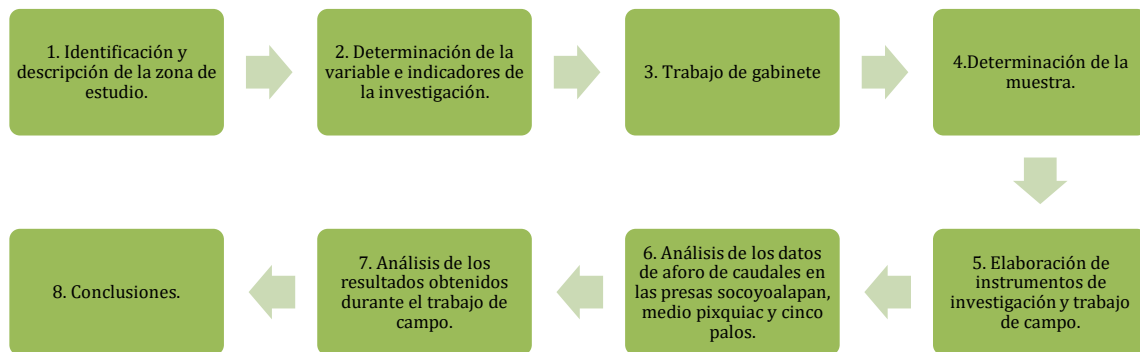 1. Identificación y
descripción de la zona de
estudio.
2. Determinación de la
variable e indicadores de
la investigación.
3. Trabajo de gabinete
4.Determinación de la
muestra.
5. Elaboración de
instrumentos de
investigación y trabajo
de campo.
6. Análisis de los datos
de aforo de caudales en
las presas socoyoalapan,
medio pixquiac y cinco
palos.
7. Análisis de los
resultados obtenidos
durante el trabajo de
campo.
8. Conclusiones.